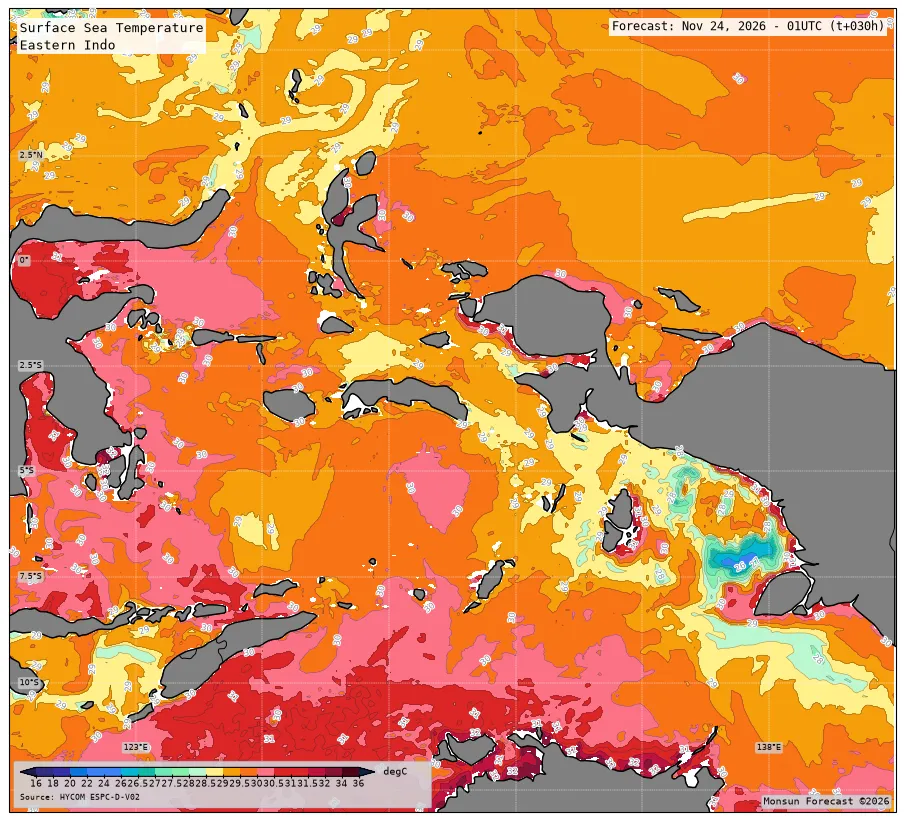 Surface Sea Temperature
Eastern Indo
Forecast: Nov 24, 2026 - 01UTC (t+030h)
2.5°N
0°
2.5°S
5°S
7.5°S
10°S
123°E
138°E
16 18 20 22 24 26 26.5 27 27.5 28 28.5 29 29.5 30 30.5 31 31.5 32 34 36
degC
Source: HYCOM ESPC-D-V02
Monsun Forecast ©2026